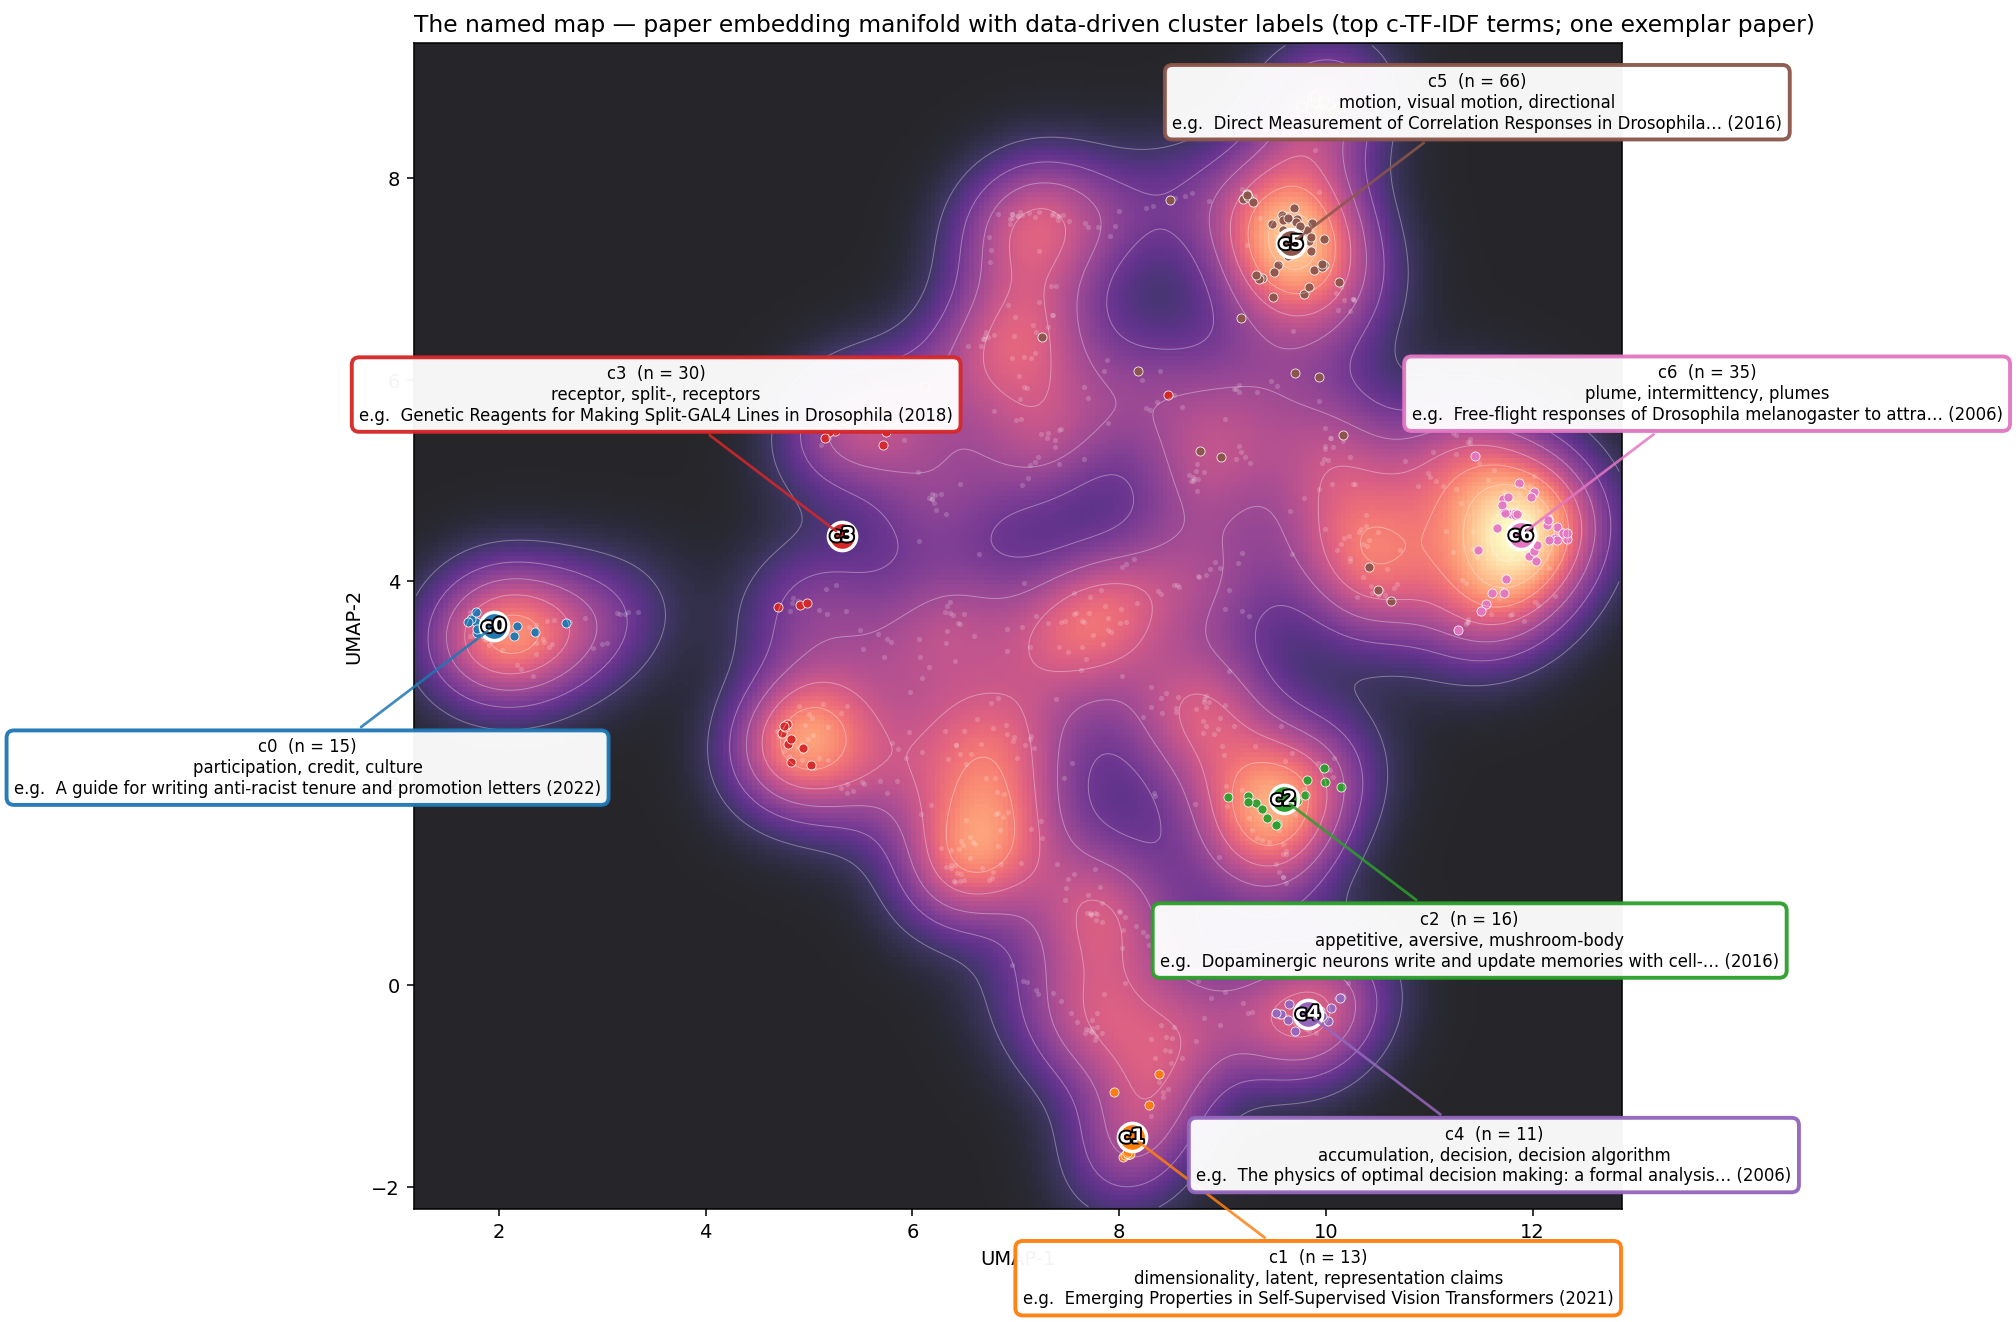 The named map — paper embedding manifold with data-driven cluster labels (top c-TF-IDF terms; one exemplar paper)
c5  (n = 66)
motion, visual motion, directional
e.g.  Direct Measurement of Correlation Responses in Drosophila… (2016)
8
c5
c3  (n = 30)
receptor, split-, receptors
e.g.  Genetic Reagents for Making Split-GAL4 Lines in Drosophila (2018)
6
c6  (n = 35)
plume, intermittency, plumes
e.g.  Free-flight responses of Drosophila melanogaster to attra… (2006)
c3
c6
4
c0
UMAP-2
c0  (n = 15)
participation, credit, culture
e.g.  A guide for writing anti-racist tenure and promotion letters (2022)
c2
c2  (n = 16)
appetitive, aversive, mushroom-body
e.g.  Dopaminergic neurons write and update memories with cell-… (2016)
0
c4
c4  (n = 11)
accumulation, decision, decision algorithm
e.g.  The physics of optimal decision making: a formal analysis… (2006)
c1
−2
2 4 6 8 10 12
UMAP-1
c1  (n = 13)
dimensionality, latent, representation claims
e.g.  Emerging Properties in Self-Supervised Vision Transformers (2021)